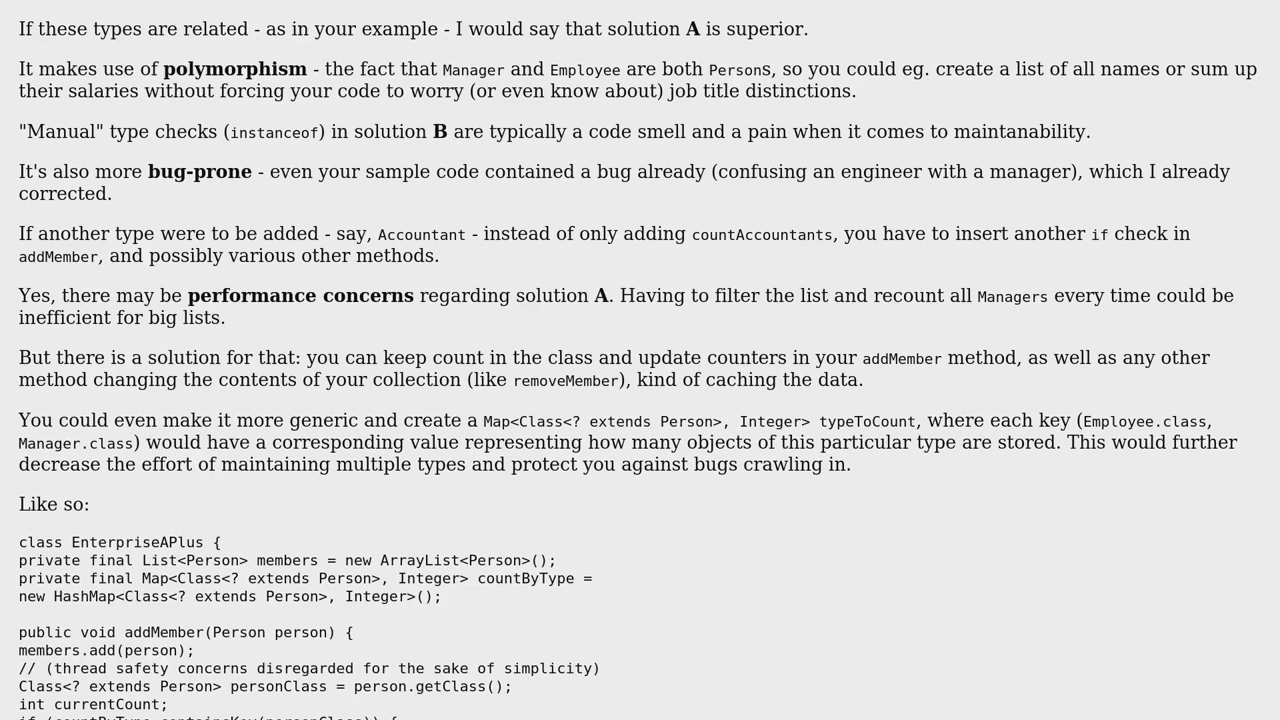 If these types are related - as in your example - I would say that solution A is superior.
It makes use of polymorphism - the fact that Manager and Employee are both Persons, so you could eg. create a list of all names or sum up
their salaries without forcing your code to worry (or even know about) job title distinctions.
"Manual" type checks (instanceof) in solution B are typically a code smell and a pain when it comes to maintanability.
It's also more bug-prone - even your sample code contained a bug already (confusing an engineer with a manager), which I already
corrected.
If another type were to be added - say, Accountant - instead of only adding countAccountants, you have to insert another if check in
addMember, and possibly various other methods.
Yes, there may be performance concerns regarding solution A. Having to filter the list and recount all Managers every time could be
inefficient for big lists.
But there is a solution for that: you can keep count in the class and update counters in your addMember method, as well as any other
method changing the contents of your collection (like removeMember), kind of caching the data.
You could even make it more generic and create a Map<Class<? extends Person>, Integer> typeToCount, where each key (Employee.class,
Manager.class) would have a corresponding value representing how many objects of this particular type are stored. This would further
decrease the effort of maintaining multiple types and protect you against bugs crawling in.
Like so:
class EnterpriseAPlus {
private final List<Person> members = new ArrayList<Person>();
private final Map<Class<? extends Person>, Integer> countByType =
new HashMap<Class<? extends Person>, Integer>();
public void addMember(Person person) {
members.add(person);
// (thread safety concerns disregarded for the sake of simplicity)
Class<? extends Person> personClass = person.getClass();
int currentCount;
if (countByType.containsKey(personClass)) {